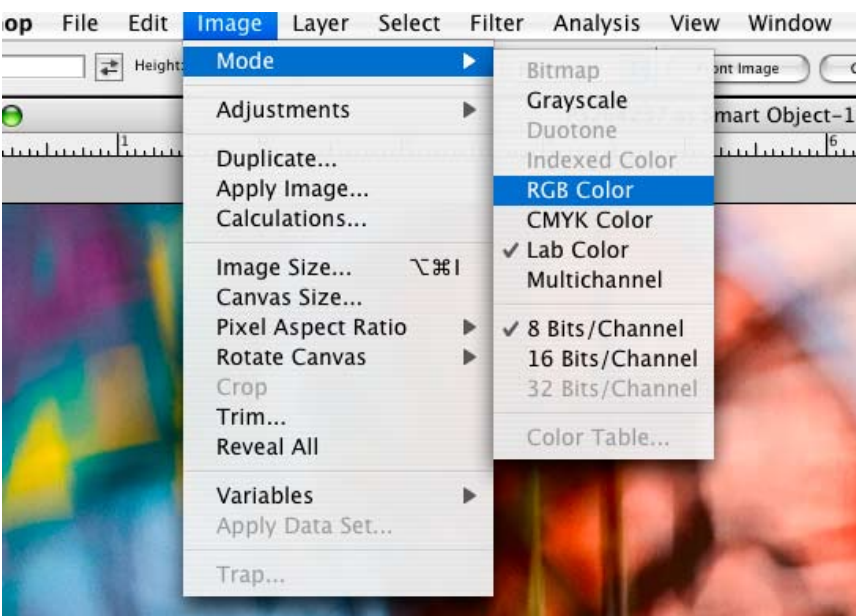 op File Edit Image Layer Select Filter Analysis View Window
Height:
Mode
Adjustments
Duplicate...
Apply Image...
Calculations...
Image Size... ⌥⌘I
Canvas Size...
Pixel Aspect Ratio
Rotate Canvas
Crop
Trim...
Reveal All
Variables
Apply Data Set...
Trap...
Bitmap
Grayscale
Duotone
Indexed Color
RGB Color
CMYK Color
✓ Lab Color
Multichannel
✓ 8 Bits/Channel
16 Bits/Channel
32 Bits/Channel
Color Table...
ont Image
mart Object-1
1
6